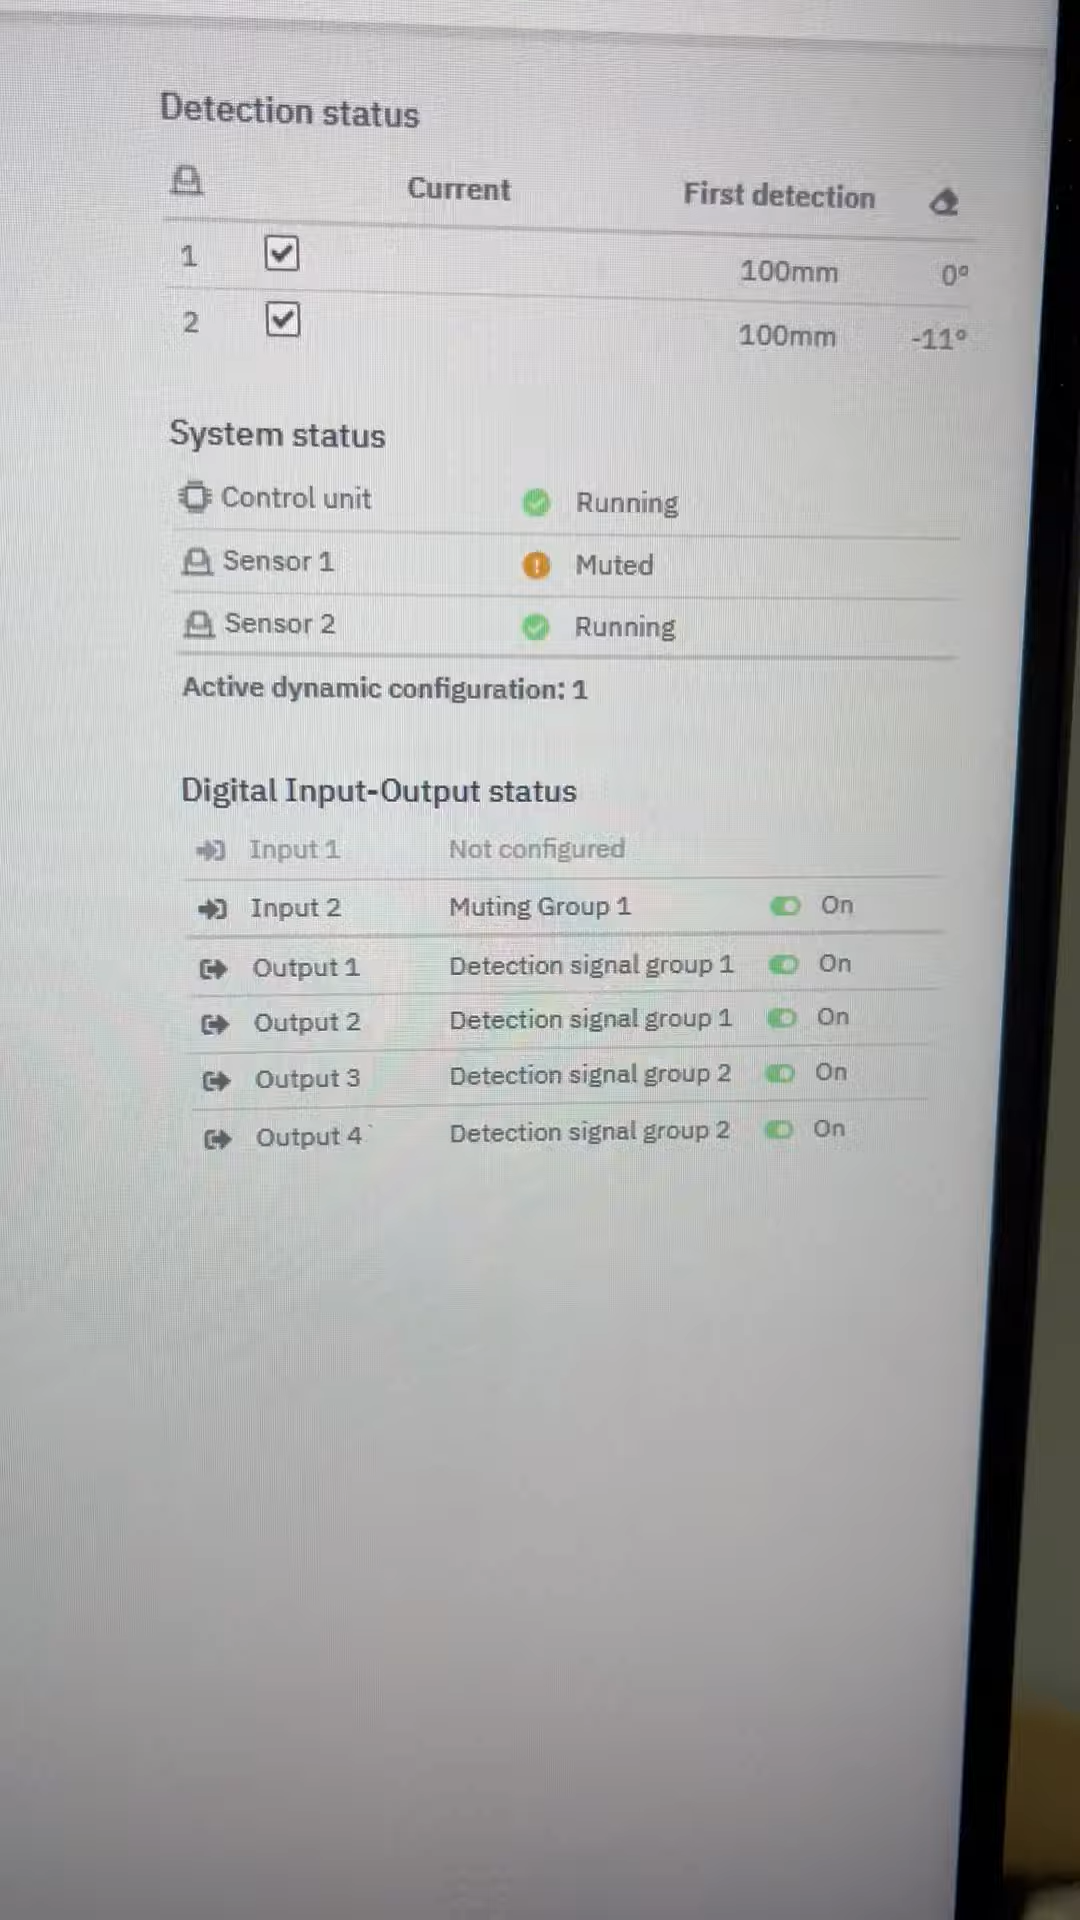 Detection status
Current First detection
1 100mm 0°
2 100mm -11°
System status
Control unit Running
Sensor 1 Muted
Sensor 2 Running
Active dynamic configuration: 1
Digital Input-Output status
Input 1 Not configured
Input 2 Muting Group 1 On
Output 1 Detection signal group 1 On
Output 2 Detection signal group 1 On
Output 3 Detection signal group 2 On
Output 4 Detection signal group 2 On